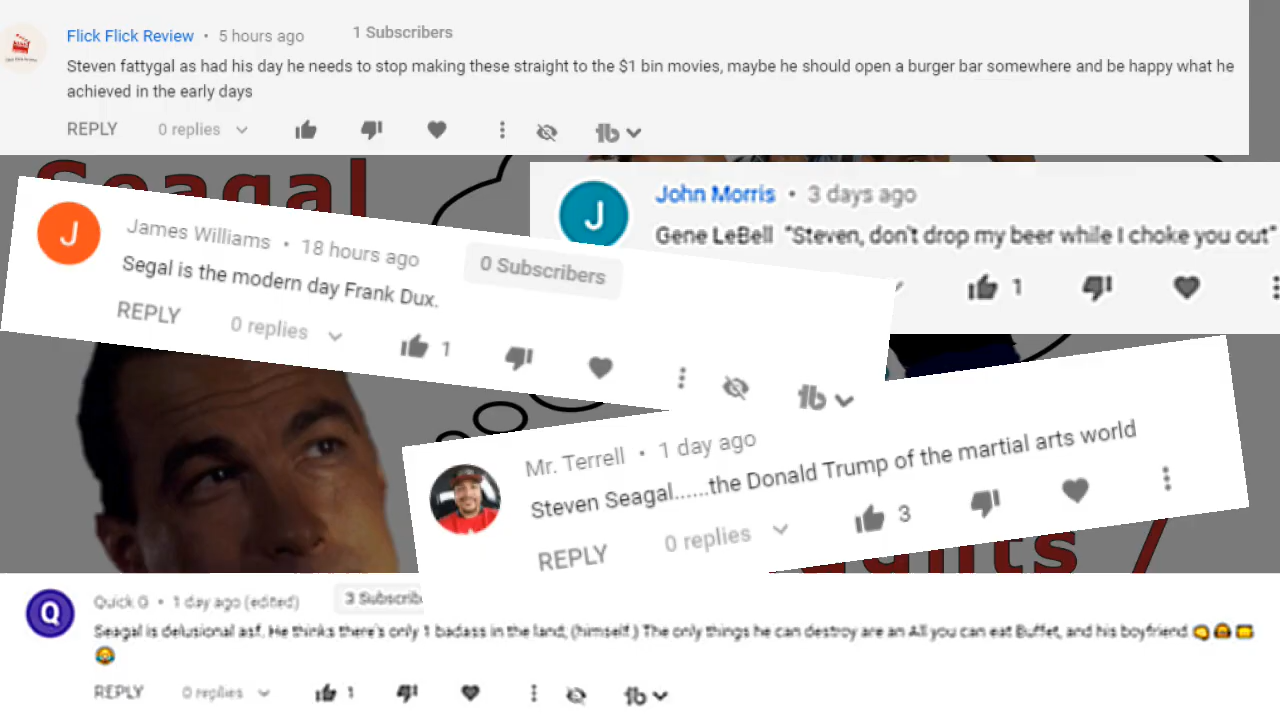 Flick Flick Review • 5 hours ago 1 Subscribers
Steven fattygal as had his day he needs to stop making these straight to the $1 bin movies, maybe he should open a burger bar somewhere and be happy what he
achieved in the early days
REPLY 0 replies
Seagal
J John Morris • 3 days ago
Gene LeBell "Steven, don't drop my beer while I choke you out"
1
J James Williams • 18 hours ago 0 Subscribers
Segal is the modern day Frank Dux.
REPLY 0 replies 1
Mr. Terrell • 1 day ago
Steven Seagal......the Donald Trump of the martial arts world
REPLY 0 replies 3
Q Quick G • 1 day ago (edited) 3 Subscrib
Seagal is delusional asf. He thinks there's only 1 badass in the land; (himself.) The only things he can destroy are an All you can eat Buffet, and his boyfriend
REPLY 0 replies 1